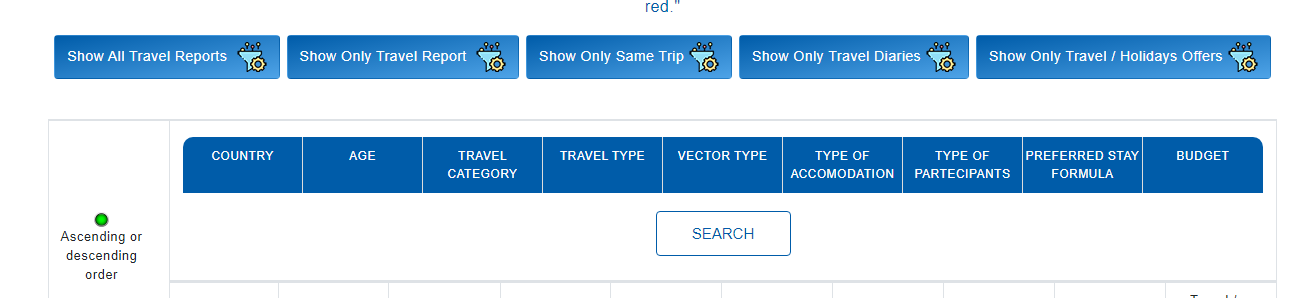 red."
Show All Travel Reports
Show Only Travel Report
Show Only Same Trip
Show Only Travel Diaries
Show Only Travel / Holidays Offers
COUNTRY
AGE
TRAVEL
CATEGORY
TRAVEL TYPE
VECTOR TYPE
TYPE OF
ACCOMODATION
TYPE OF
PARTECIPANTS
PREFERRED STAY
FORMULA
BUDGET
SEARCH
Ascending or
descending
order